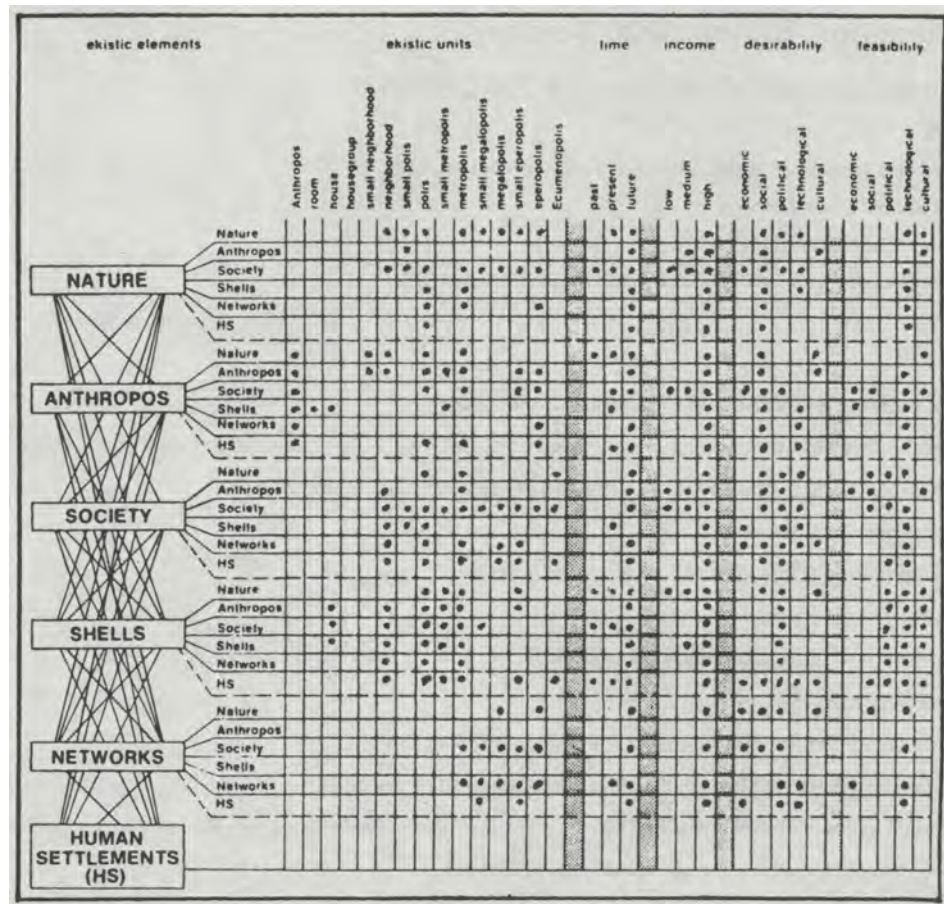 ekistic elements ekistic units time income desirability feasibility
Anthropos room house housegroup small neighborhood neighborhood small polis polis small metropolis metropolis small megalopolis megalopolis small eperopolis eperopolis Ecumenopolis past present future low medium high economic social political technological cultural economic social political technological cultural
Nature
Anthropos
NATURE Society
Shells
Networks
HS
Nature
Anthropos
ANTHROPOS Society
Shells
Networks
HS
Nature
Anthropos
SOCIETY Society
Shells
Networks
HS
Nature
Anthropos
SHELLS Society
Shells
Networks
HS
Nature
Anthropos
NETWORKS Society
Shells
Networks
HS
HUMAN
SETTLEMENTS
(HS)